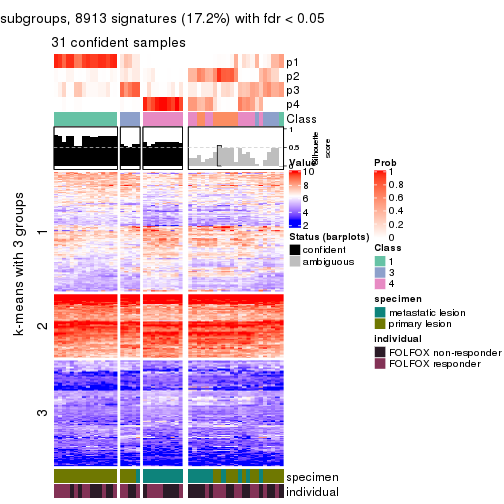 subgroups, 8913 signatures (17.2%) with fdr < 0.05
31 confident samples
p1
p2
p3
p4
Class
1
0.5
0
Silhouette
score
k-means with 3 groups
1
2
3
specimen
individual
Value
10
8
6
4
2
Status (barplots)
confident
ambiguous
Prob
1
0.8
0.6
0.4
0.2
0
Class
1
3
4
specimen
metastatic lesion
primary lesion
individual
FOLFOX non-responder
FOLFOX responder